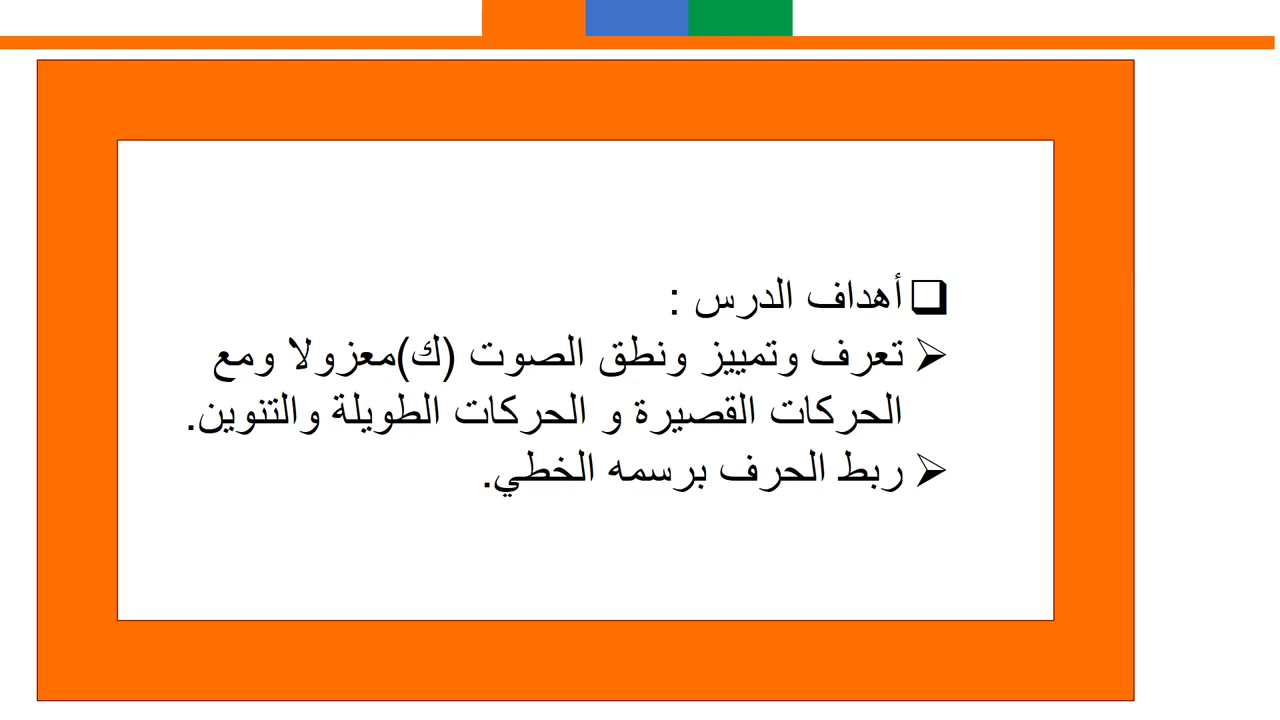 أهداف الدرس :
تعرف وتمييز ونطق الصوت (ك)معزولا ومع
الحركات القصيرة و الحركات الطويلة والتنوين.
ربط الحرف برسمه الخطي.